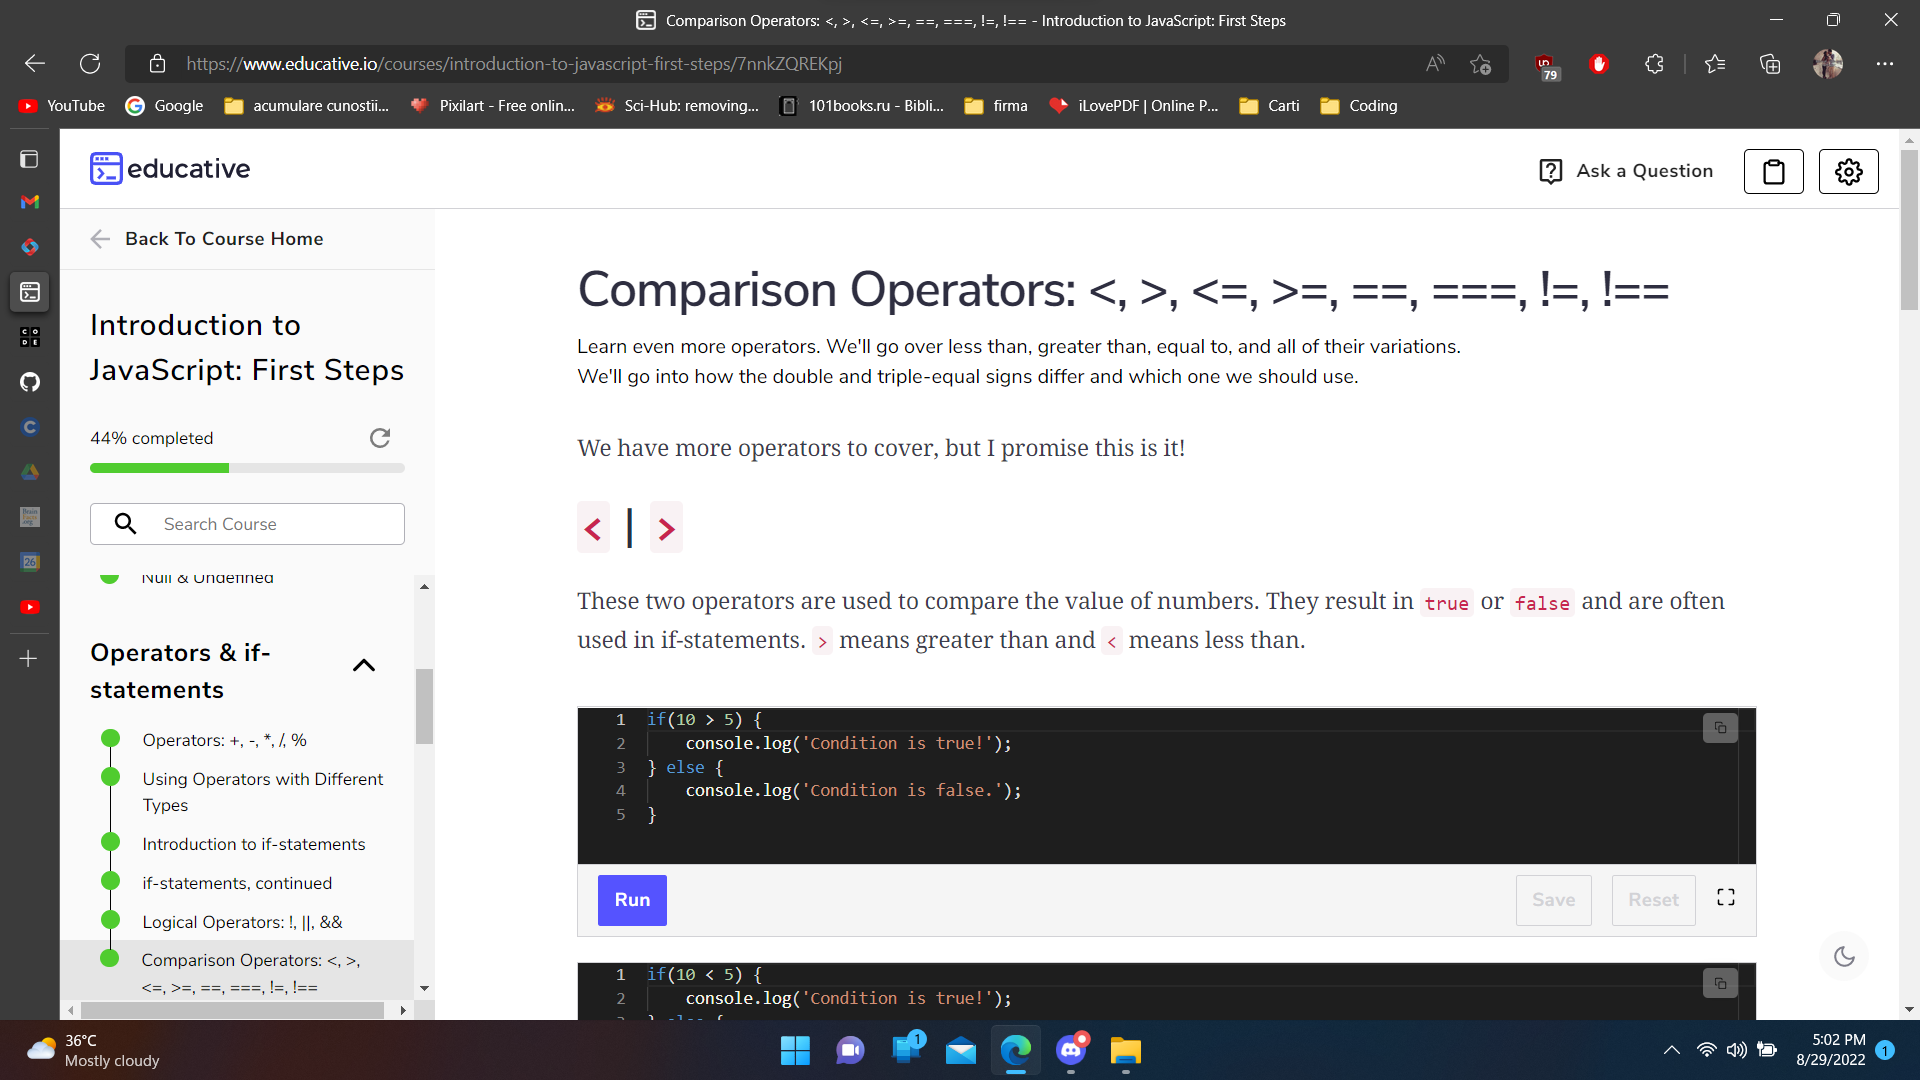 Comparison Operators: <, >, <=, >=, ==, ===, !=, !== - Introduction to JavaScript: First Steps
https://www.educative.io/courses/introduction-to-javascript-first-steps/7nnkZQREKpj
79
YouTube
Google
acumulare cunostii...
Pixilart - Free onlin...
Sci-Hub: removing...
101books.ru - Bibli...
firma
iLovePDF | Online P...
Carti
Coding
educative
Ask a Question
Back To Course Home
Introduction to
JavaScript: First Steps
44% completed
Search Course
Null & Undefined
Operators & if-
statements
Operators: +, -, *, /, %
Using Operators with Different
Types
Introduction to if-statements
if-statements, continued
Logical Operators: !, ||, &&
Comparison Operators: <, >,
<=, >=, ==, ===, !=, !==
Comparison Operators: <, >, <=, >=, ==, ===, !=, !==
Learn even more operators. We'll go over less than, greater than, equal to, and all of their variations.
We'll go into how the double and triple-equal signs differ and which one we should use.
We have more operators to cover, but I promise this is it!
< | >
These two operators are used to compare the value of numbers. They result in true or false and are often
used in if-statements. > means greater than and < means less than.
1 if(10 > 5) {
2 console.log('Condition is true!');
3 } else {
4 console.log('Condition is false.');
5 }
Run
Save
Reset
1 if(10 < 5) {
2 console.log('Condition is true!');
3 } else {
36°C
Mostly cloudy
1
5:02 PM
8/29/2022
1